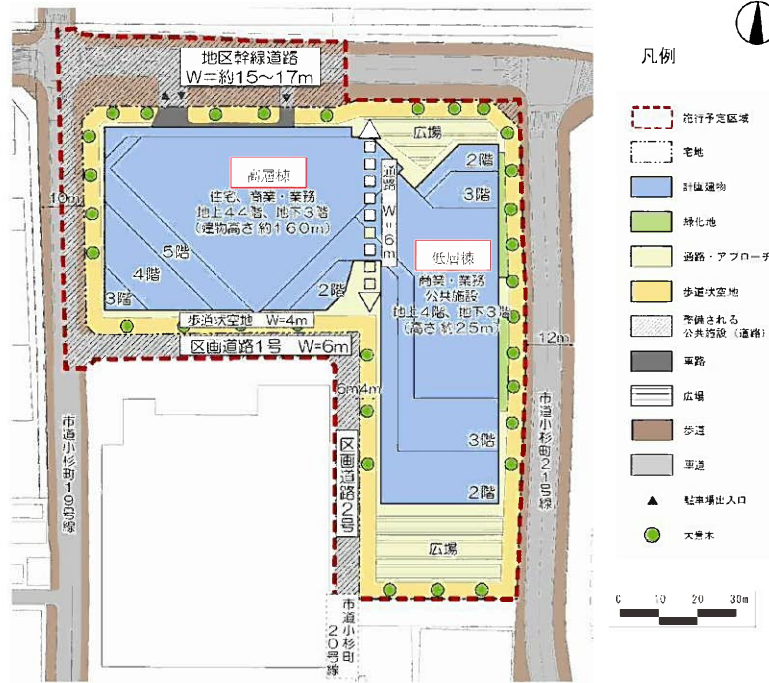 地区幹線道路
W=約15～17m
広場
2階
3階
高層棟
住宅、商業・業務
地上44階、地下3階
(建物高さ約160m)
通路 W=6m
10m
5階
4階
3階
2階
低層棟
商業・業務
公共施設
地上4階、地下3階
(高さ約25m)
歩道状空地 W=4m
区画道路1号 W=6m
12m
6m
4m
市道小杉町19号線
区画道路2号
市道小杉町21号線
3階
2階
広場
市道小杉町
20号線
凡例
施行予定区域
宅地
計画建物
緑化地
通路・アプローチ
歩道状空地
整備される
公共施設（道路）
車路
広場
歩道
車道
駐車場出入口
大景木
0 10 20 30m